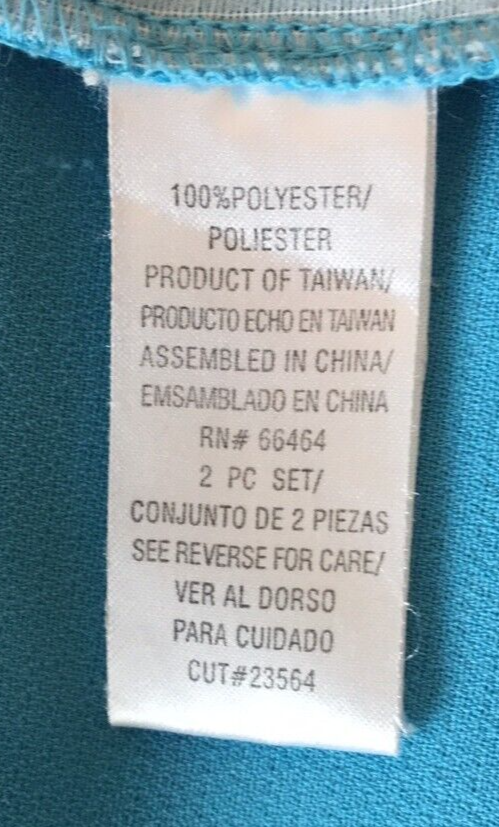 100%POLYESTER/
POLIESTER
PRODUCT OF TAIWAN/
PRODUCTO ECHO EN TAIWAN
ASSEMBLED IN CHINA/
EMSAMBLADO EN CHINA
RN# 66464
2 PC SET/
CONJUNTO DE 2 PIEZAS
SEE REVERSE FOR CARE/
VER AL DORSO
PARA CUIDADO
CUT#23564